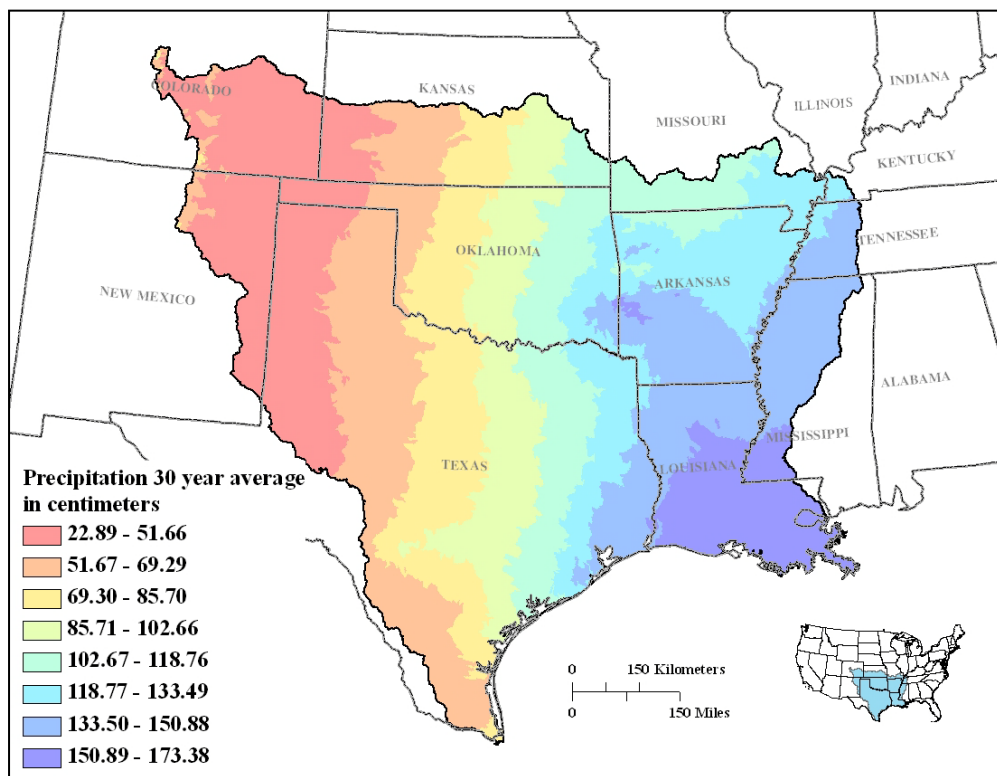 COLORADO
KANSAS
MISSOURI
ILLINOIS
INDIANA
KENTUCKY
TENNESSEE
OKLAHOMA
ARKANSAS
NEW MEXICO
ALABAMA
MISSISSIPPI
TEXAS
LOUISIANA
Precipitation 30 year average
in centimeters
22.89 - 51.66
51.67 - 69.29
69.30 - 85.70
85.71 - 102.66
102.67 - 118.76
118.77 - 133.49
133.50 - 150.88
150.89 - 173.38
0 150 Kilometers
0 150 Miles